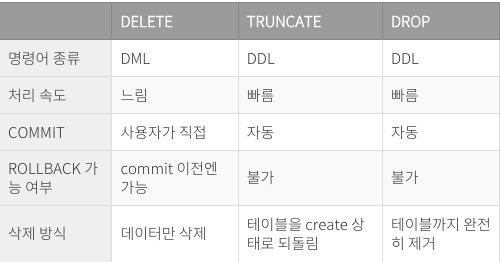 DELETE TRUNCATE DROP
명령어 종류 DML DDL DDL
처리 속도 느림 빠름 빠름
COMMIT 사용자가 직접 자동 자동
ROLLBACK 가
능 여부 commit 이전엔
가능 불가 불가
삭제 방식 데이터만 삭제 테이블을 create 상
태로 되돌림 테이블까지 완전
히 제거